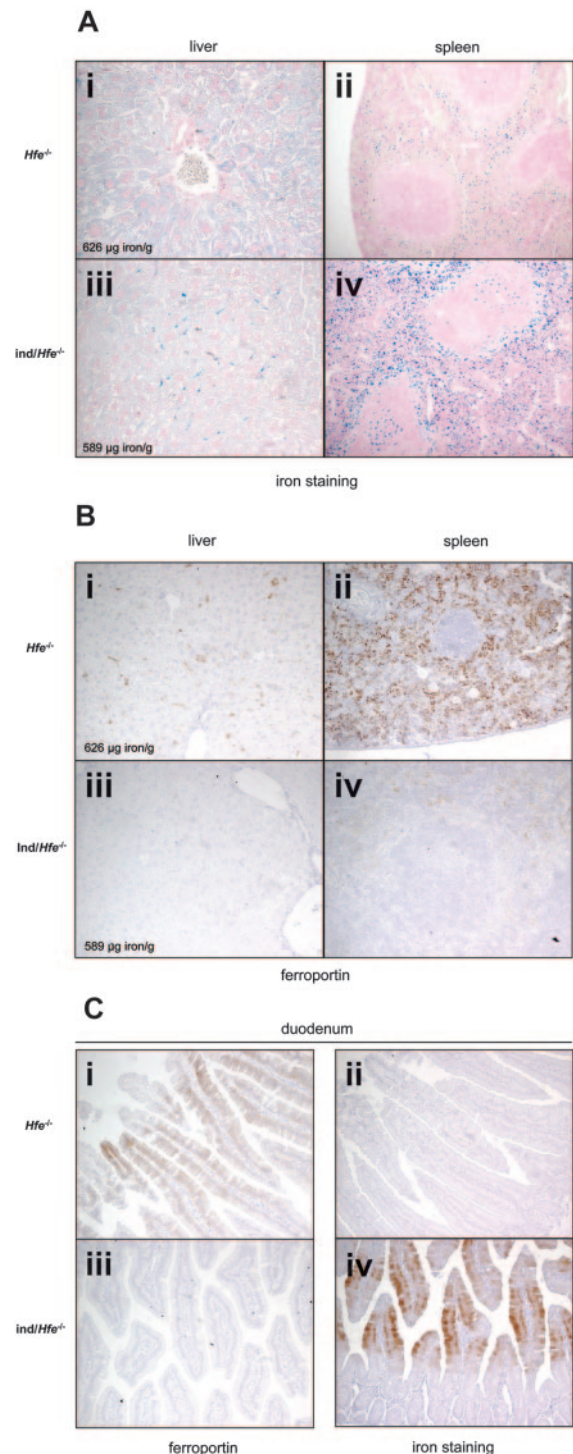 A
liver spleen
i ii
Hfe-/-
626 µg iron/g
iii iv
ind/Hfe-/-
589 µg iron/g
iron staining
B
liver spleen
i ii
Hfe-/-
626 µg iron/g
iii iv
Ind/Hfe-/-
589 µg iron/g
ferroportin
C
duodenum
i ii
Hfe-/-
iii iv
ind/Hfe-/-
ferroportin iron staining